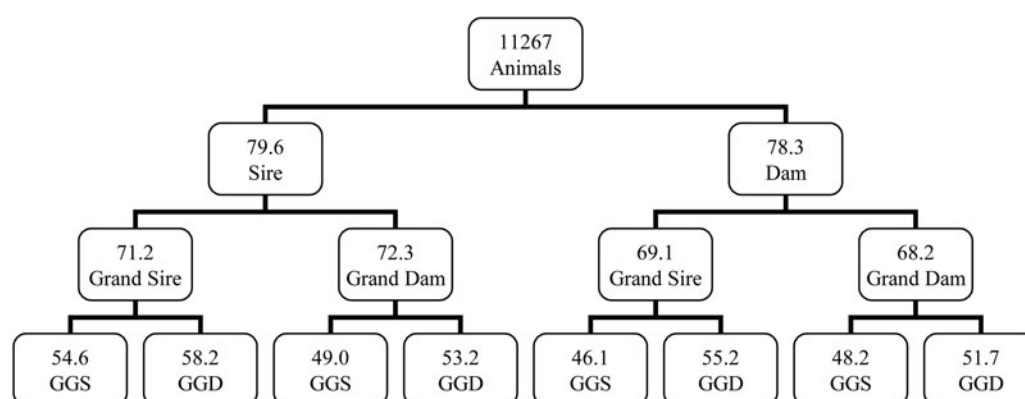 11267
Animals
79.6
Sire
78.3
Dam
71.2
Grand Sire
72.3
Grand Dam
69.1
Grand Sire
68.2
Grand Dam
54.6
GGS
58.2
GGD
49.0
GGS
53.2
GGD
46.1
GGS
55.2
GGD
48.2
GGS
51.7
GGD